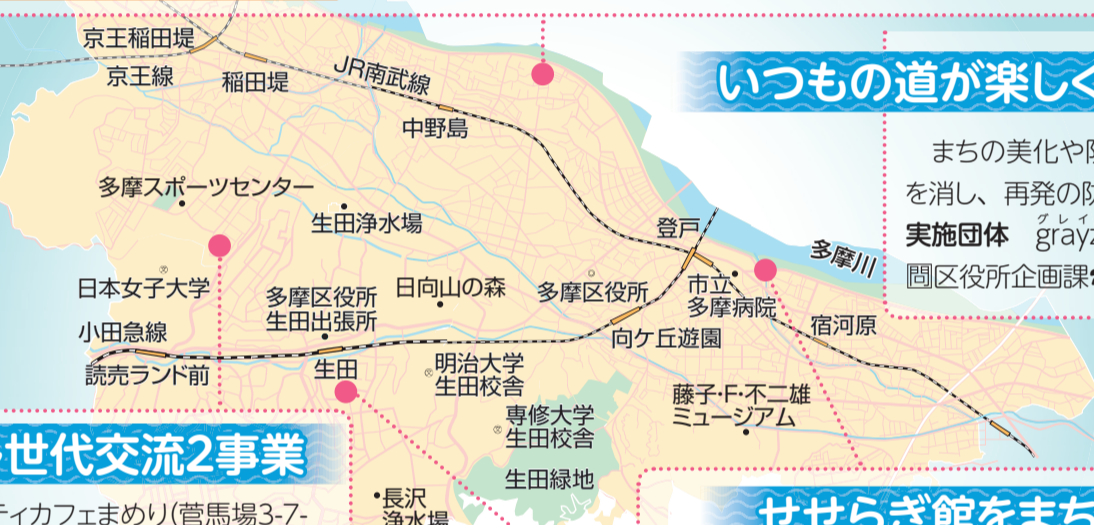 京王稲田堤
京王線
稲田堤
JR南武線
中野島
いつもの道が楽しく
まちの美化や防
を消し、再発の防
グレイ
実施団体 grayz
問区役所企画課
多摩スポーツセンター
生田浄水場
登戸
多摩川
日本女子大学
多摩区役所
生田出張所
日向山の森
多摩区役所
市立
多摩病院
小田急線
向ケ丘遊園
宿河原
読売ランド前
生田
明治大学
生田校舎
藤子・F・不二雄
ミュージアム
専修大学
生田校舎
世代交流2事業
生田緑地
ティカフェまめり(菅馬場3-7-
長沢
浄水場
せせらぎ館をまち